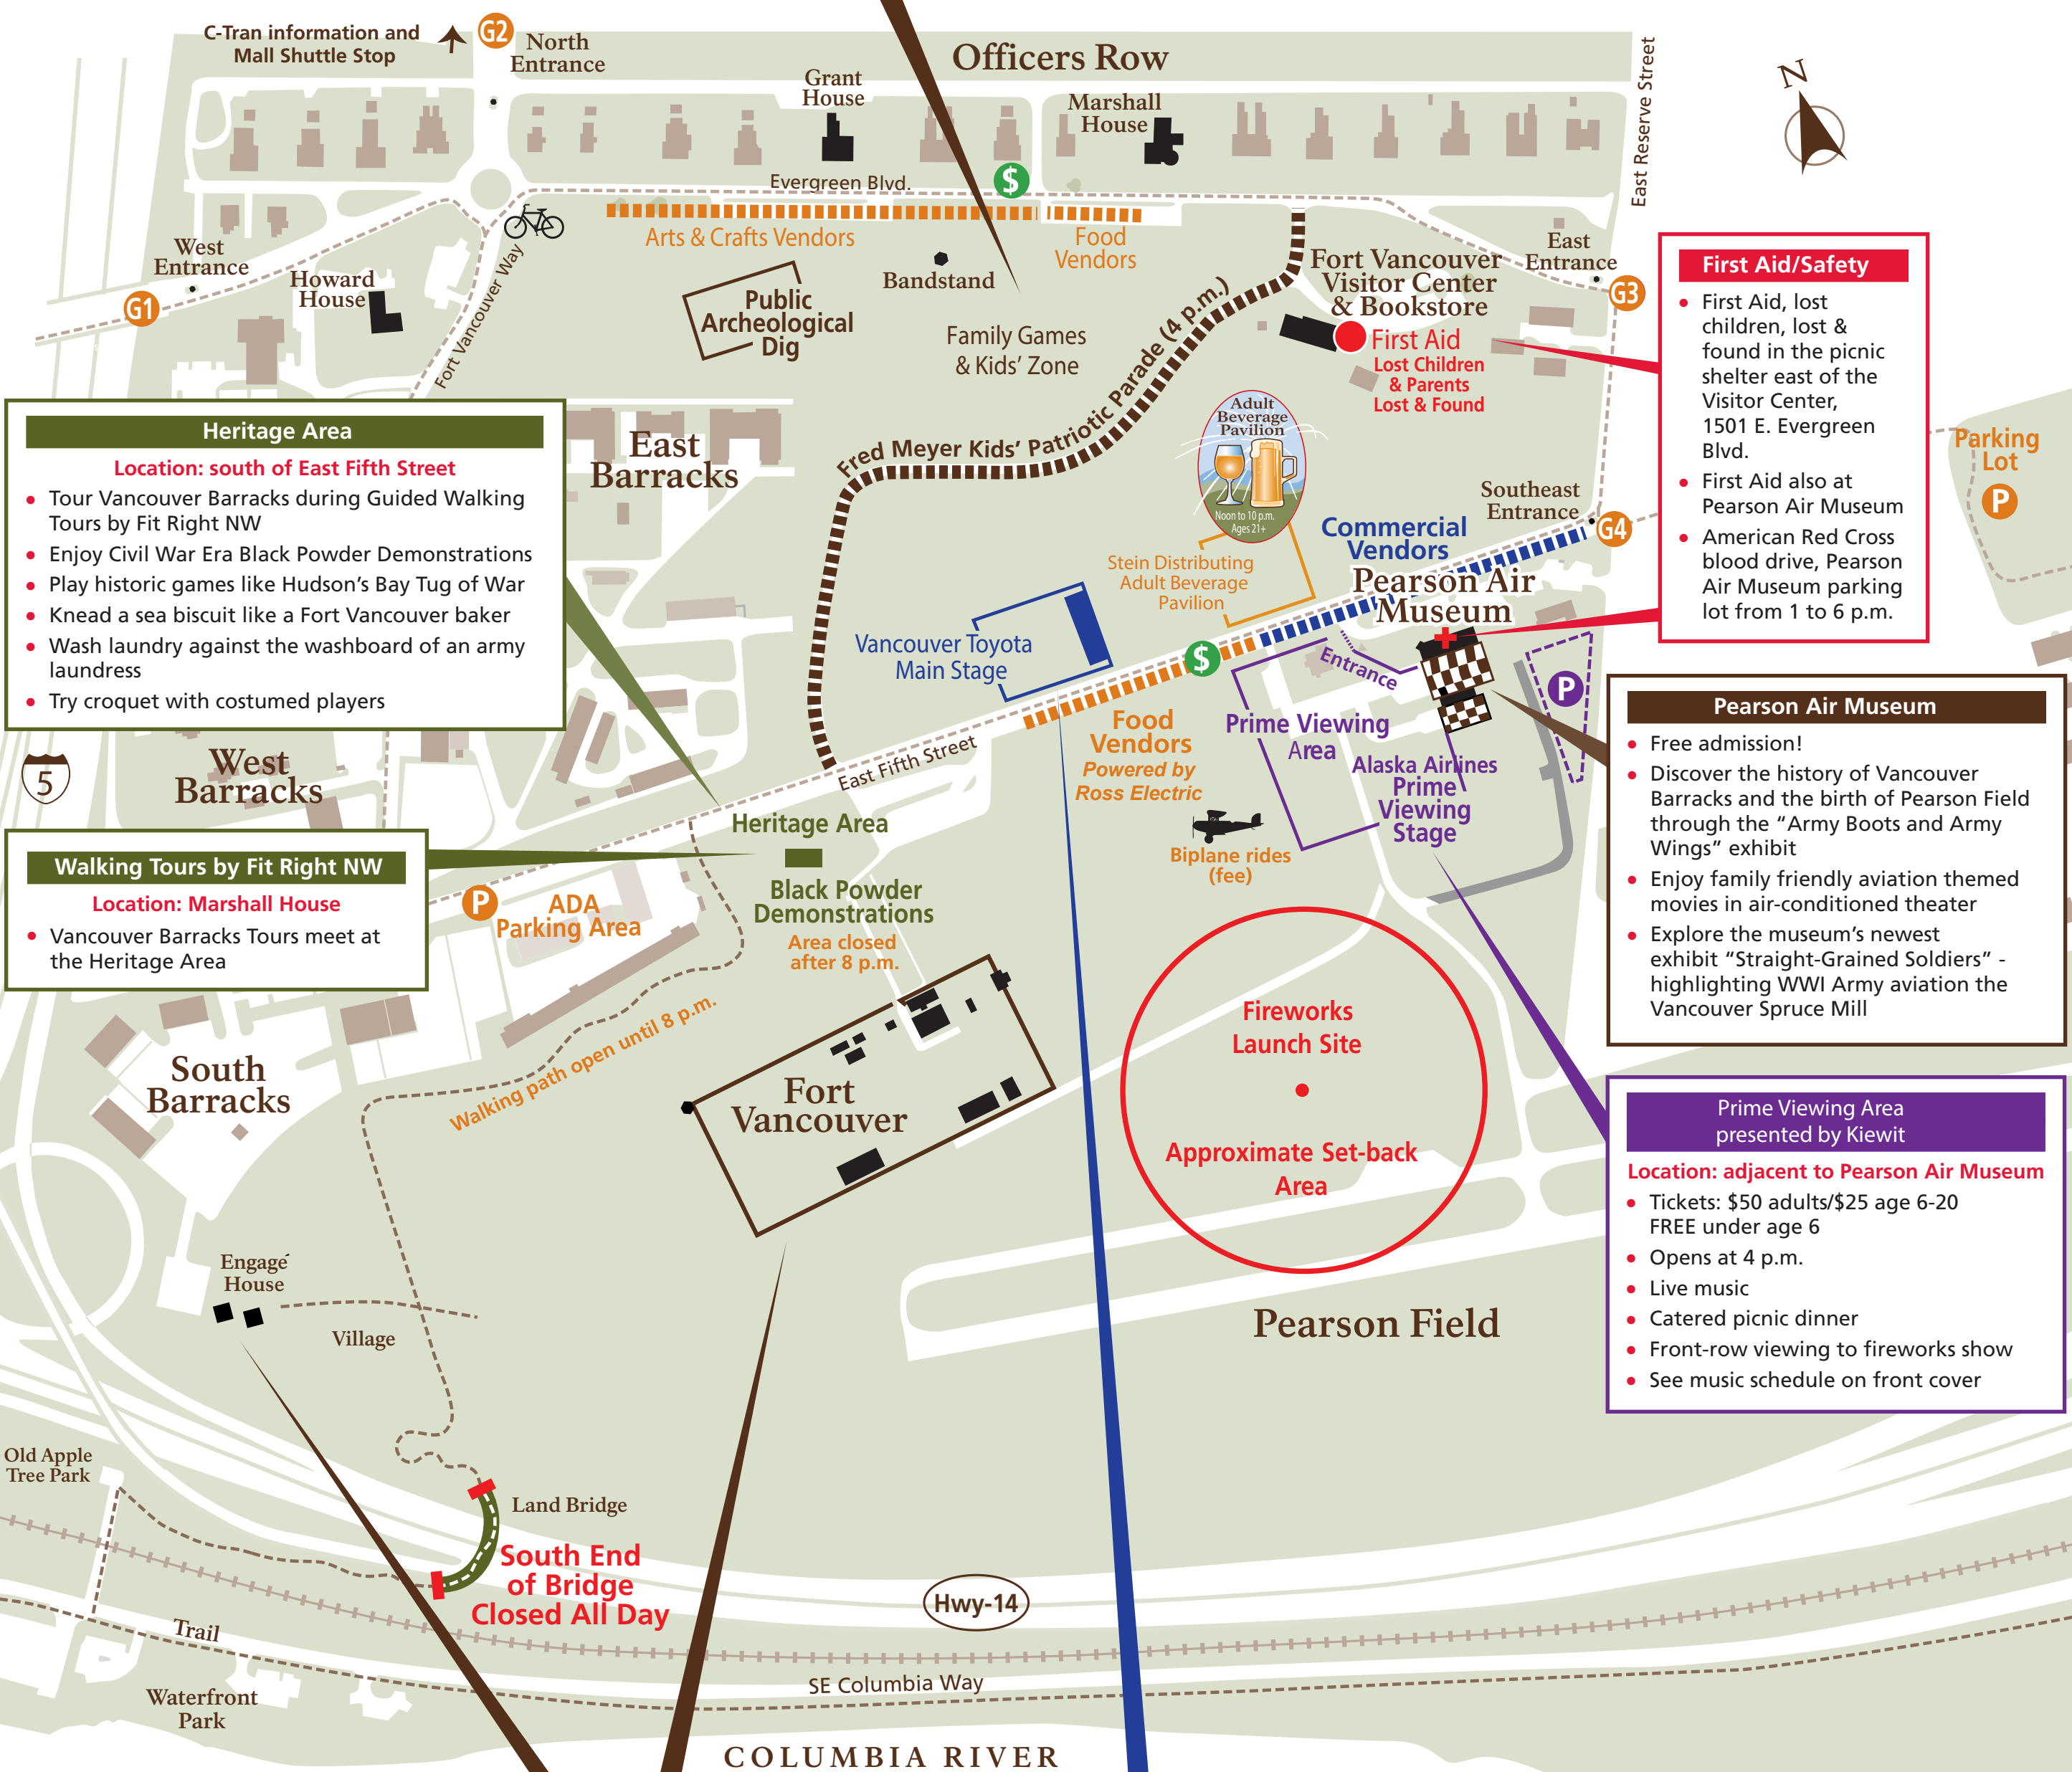 C-Tran information and
Mall Shuttle Stop
G2
North
Entrance
Officers Row
Grant
House
Marshall
House
East Reserve Street
N
Evergreen Blvd.
$
Arts & Crafts Vendors
Food
Vendors
West
Entrance
G1
Howard
House
Fort Vancouver Way
Public
Archeological
Dig
Bandstand
Family Games
& Kids' Zone
Fred Meyer Kids' Patriotic Parade (4 p.m.)
Fort Vancouver
Visitor Center
& Bookstore
First Aid
Lost Children
& Parents
Lost & Found
East
Entrance
G3
First Aid/Safety
• First Aid, lost
children, lost &
found in the picnic
shelter east of the
Visitor Center,
1501 E. Evergreen
Blvd.
• First Aid also at
Pearson Air Museum
• American Red Cross
blood drive, Pearson
Air Museum parking
lot from 1 to 6 p.m.
Parking
Lot
P
Heritage Area
Location: south of East Fifth Street
• Tour Vancouver Barracks during Guided Walking
Tours by Fit Right NW
• Enjoy Civil War Era Black Powder Demonstrations
• Play historic games like Hudson's Bay Tug of War
• Knead a sea biscuit like a Fort Vancouver baker
• Wash laundry against the washboard of an army
laundress
• Try croquet with costumed players
East
Barracks
Adult
Beverage
Pavilion
Noon to 10 p.m.
Ages 21+
Stein Distributing
Adult Beverage
Pavilion
Southeast
Entrance
G4
Commercial
Vendors
Pearson Air
Museum
Vancouver Toyota
Main Stage
$
Entrance
P
East Fifth Street
Food
Vendors
Powered by
Ross Electric
Prime Viewing
Area
Alaska Airlines
Prime
Viewing
Stage
Biplane rides
(fee)
Pearson Air Museum
• Free admission!
• Discover the history of Vancouver
Barracks and the birth of Pearson Field
through the “Army Boots and Army
Wings” exhibit
• Enjoy family friendly aviation themed
movies in air-conditioned theater
• Explore the museum's newest
exhibit “Straight-Grained Soldiers” -
highlighting WWI Army aviation the
Vancouver Spruce Mill
5
West
Barracks
Walking Tours by Fit Right NW
Location: Marshall House
• Vancouver Barracks Tours meet at
the Heritage Area
P
ADA
Parking Area
Heritage Area
Black Powder
Demonstrations
Area closed
after 8 p.m.
Walking path open until 8 p.m.
South
Barracks
Fort
Vancouver
Fireworks
Launch Site
Approximate Set-back
Area
Prime Viewing Area
presented by Kiewit
Location: adjacent to Pearson Air Museum
• Tickets: $50 adults/$25 age 6-20
FREE under age 6
• Opens at 4 p.m.
• Live music
• Catered picnic dinner
• Front-row viewing to fireworks show
• See music schedule on front cover
Engagé
House
Village
Pearson Field
Old Apple
Tree Park
Land Bridge
South End
of Bridge
Closed All Day
Hwy-14
Trail
SE Columbia Way
Waterfront
Park
COLUMBIA RIVER